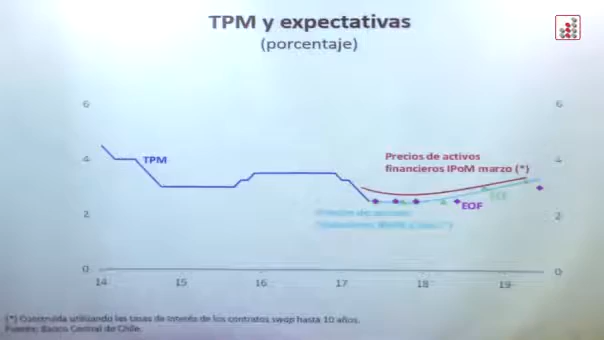 TPM y expectativas
(porcentaje)
6 6
4 4
2 2
0 0
TPM
Precios de activos
financieros IPoM marzo (*)
EEE
EOF
14 15 16 17 18 19
(*) Construida utilizando las tasas de interés de los contratos swap hasta 10 años.
Fuente: Banco Central de Chile.